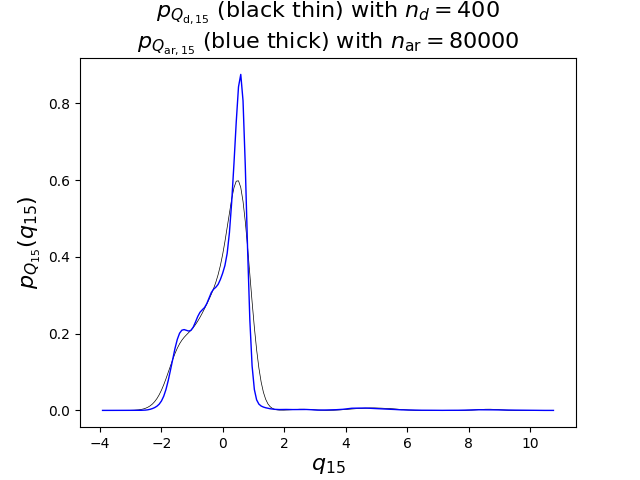 p_{Q_{d,15}} (black thin) with n_d = 400
p_{Q_{ar,15}} (blue thick) with n_{ar} = 80000
p_{Q_{15}}(q_{15})
0.8
0.6
0.4
0.2
0.0
−4 −2 0 2 4 6 8 10
q_{15}